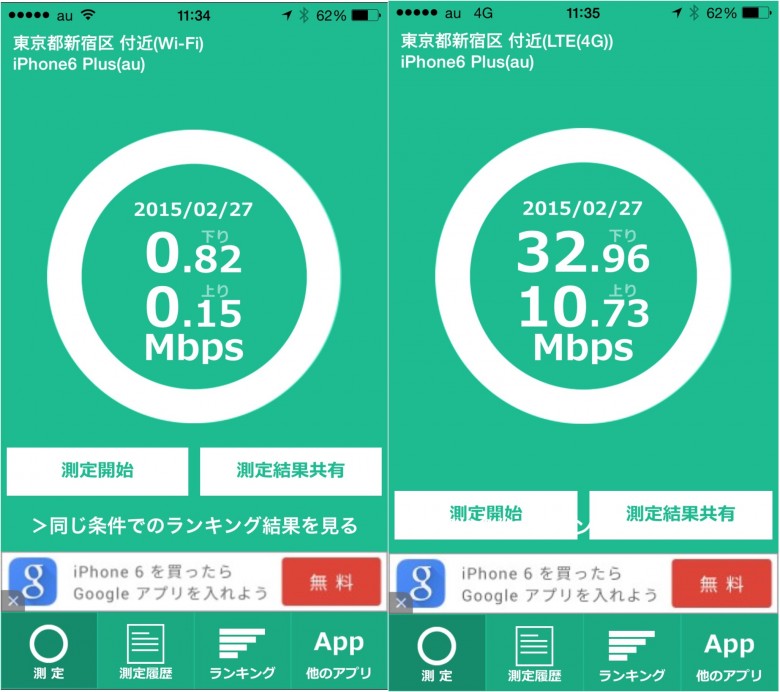 au 11:34 62%
東京都新宿区 付近(Wi-Fi)
iPhone6 Plus(au)
2015/02/27
下り
0.82
上り
0.15
Mbps
測定開始
測定結果共有
>同じ条件でのランキング結果を見る
iPhone 6 を買ったら
Google アプリを入れよう
無料
測定
測定履歴
ランキング
App
他のアプリ
au 4G 11:35 62%
東京都新宿区 付近(LTE(4G))
iPhone6 Plus(au)
2015/02/27
下り
32.96
上り
10.73
Mbps
測定開始
測定結果共有
iPhone 6 を買ったら
Google アプリを入れよう
無料
測定
測定履歴
ランキング
App
他のアプリ